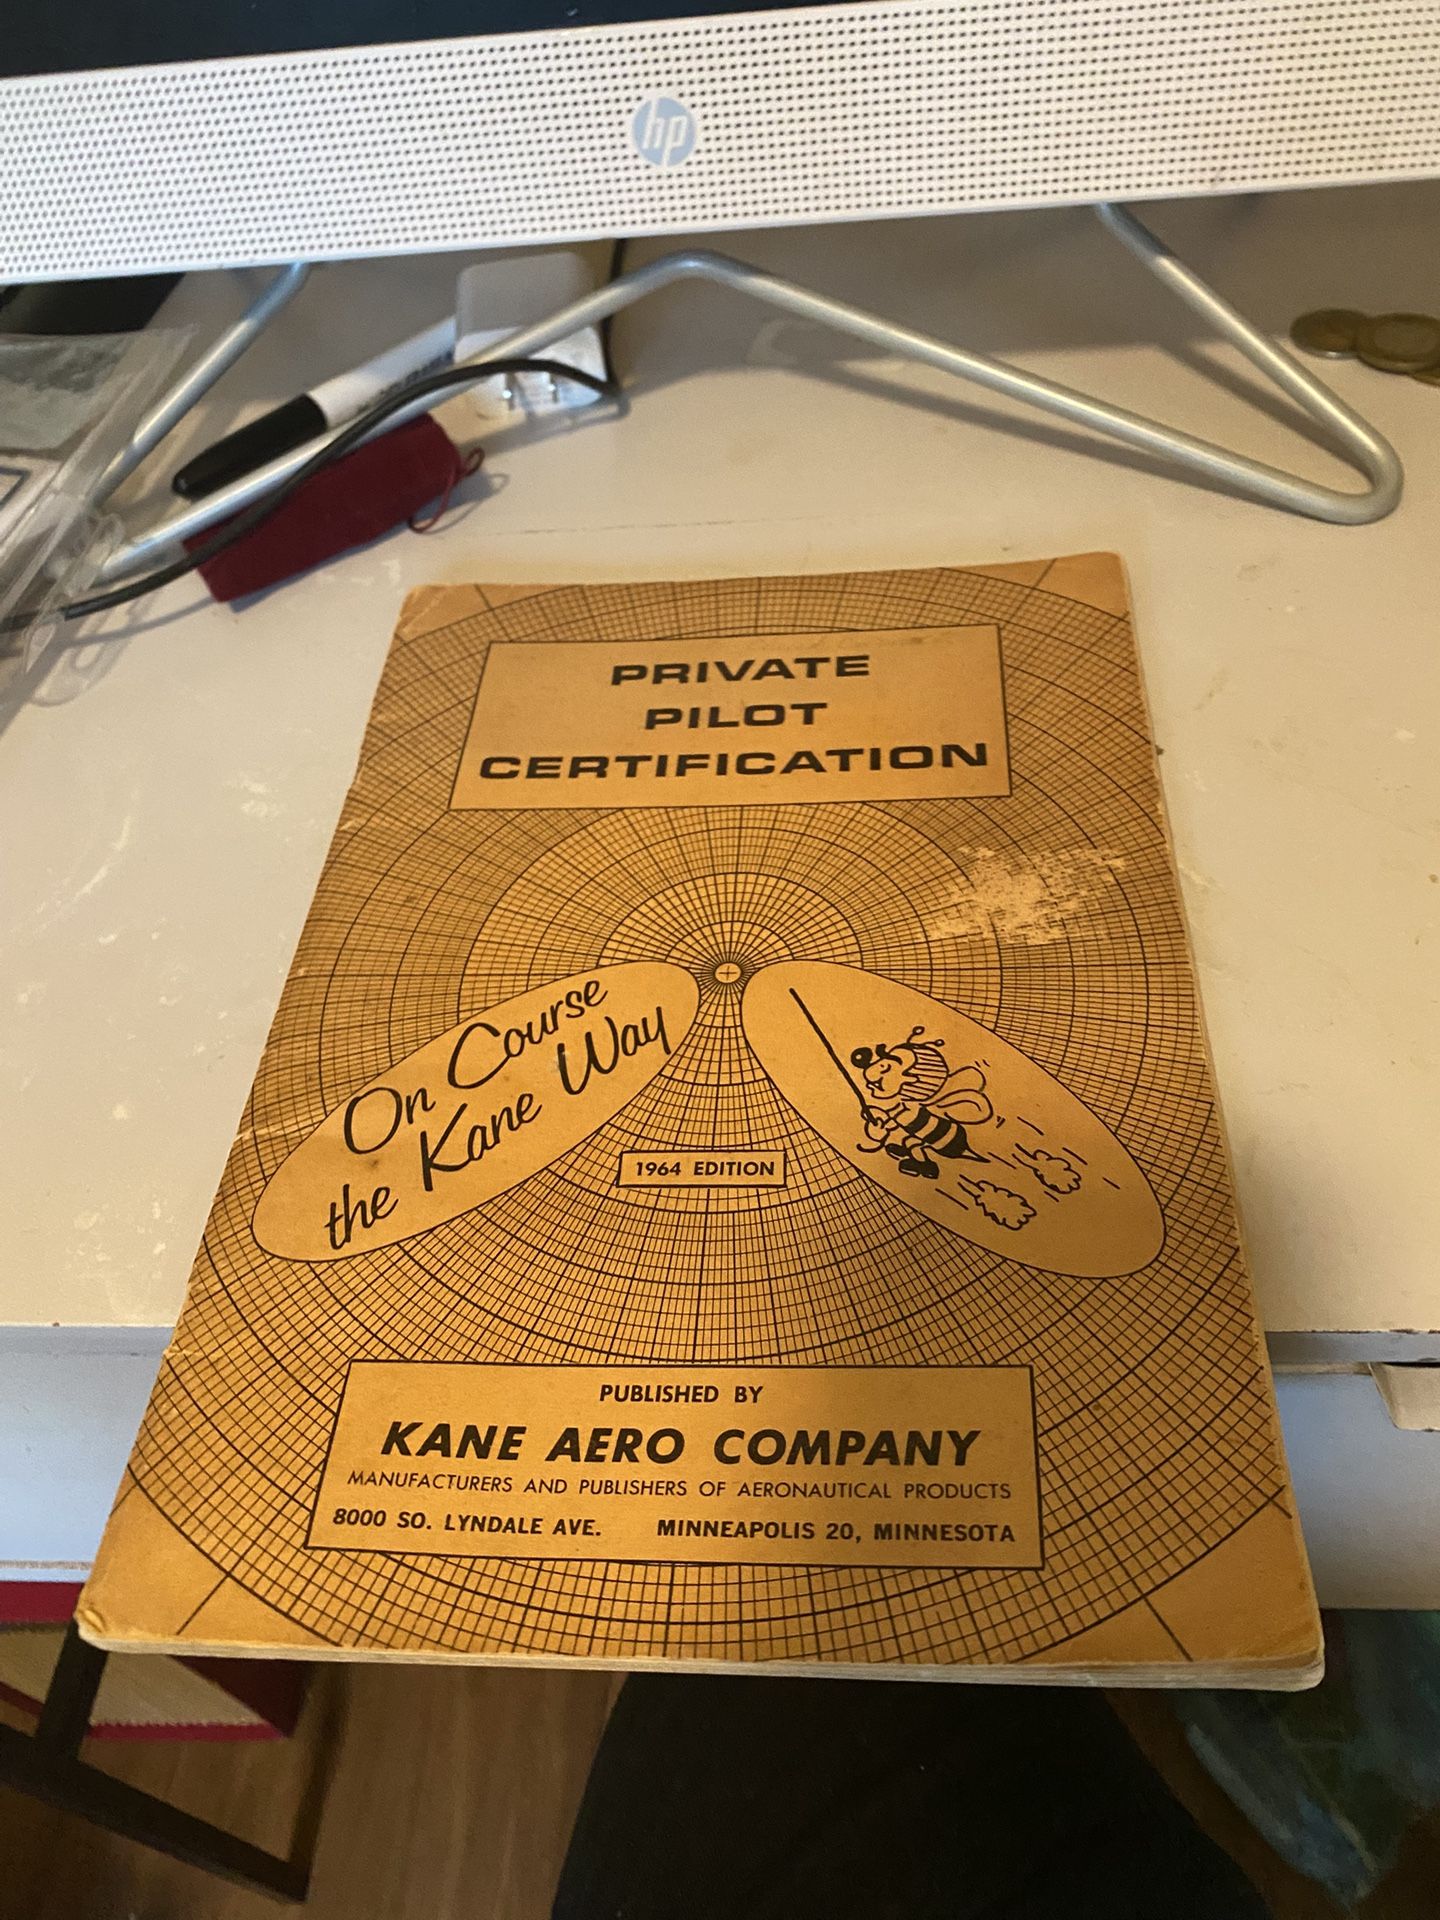 hp
PRIVATE
PILOT
CERTIFICATION
On Course
the Kane Way
1964 EDITION
PUBLISHED BY
KANE AERO COMPANY
MANUFACTURERS AND PUBLISHERS OF AERONAUTICAL PRODUCTS
8000 SO. LYNDALE AVE. MINNEAPOLIS 20, MINNESOTA